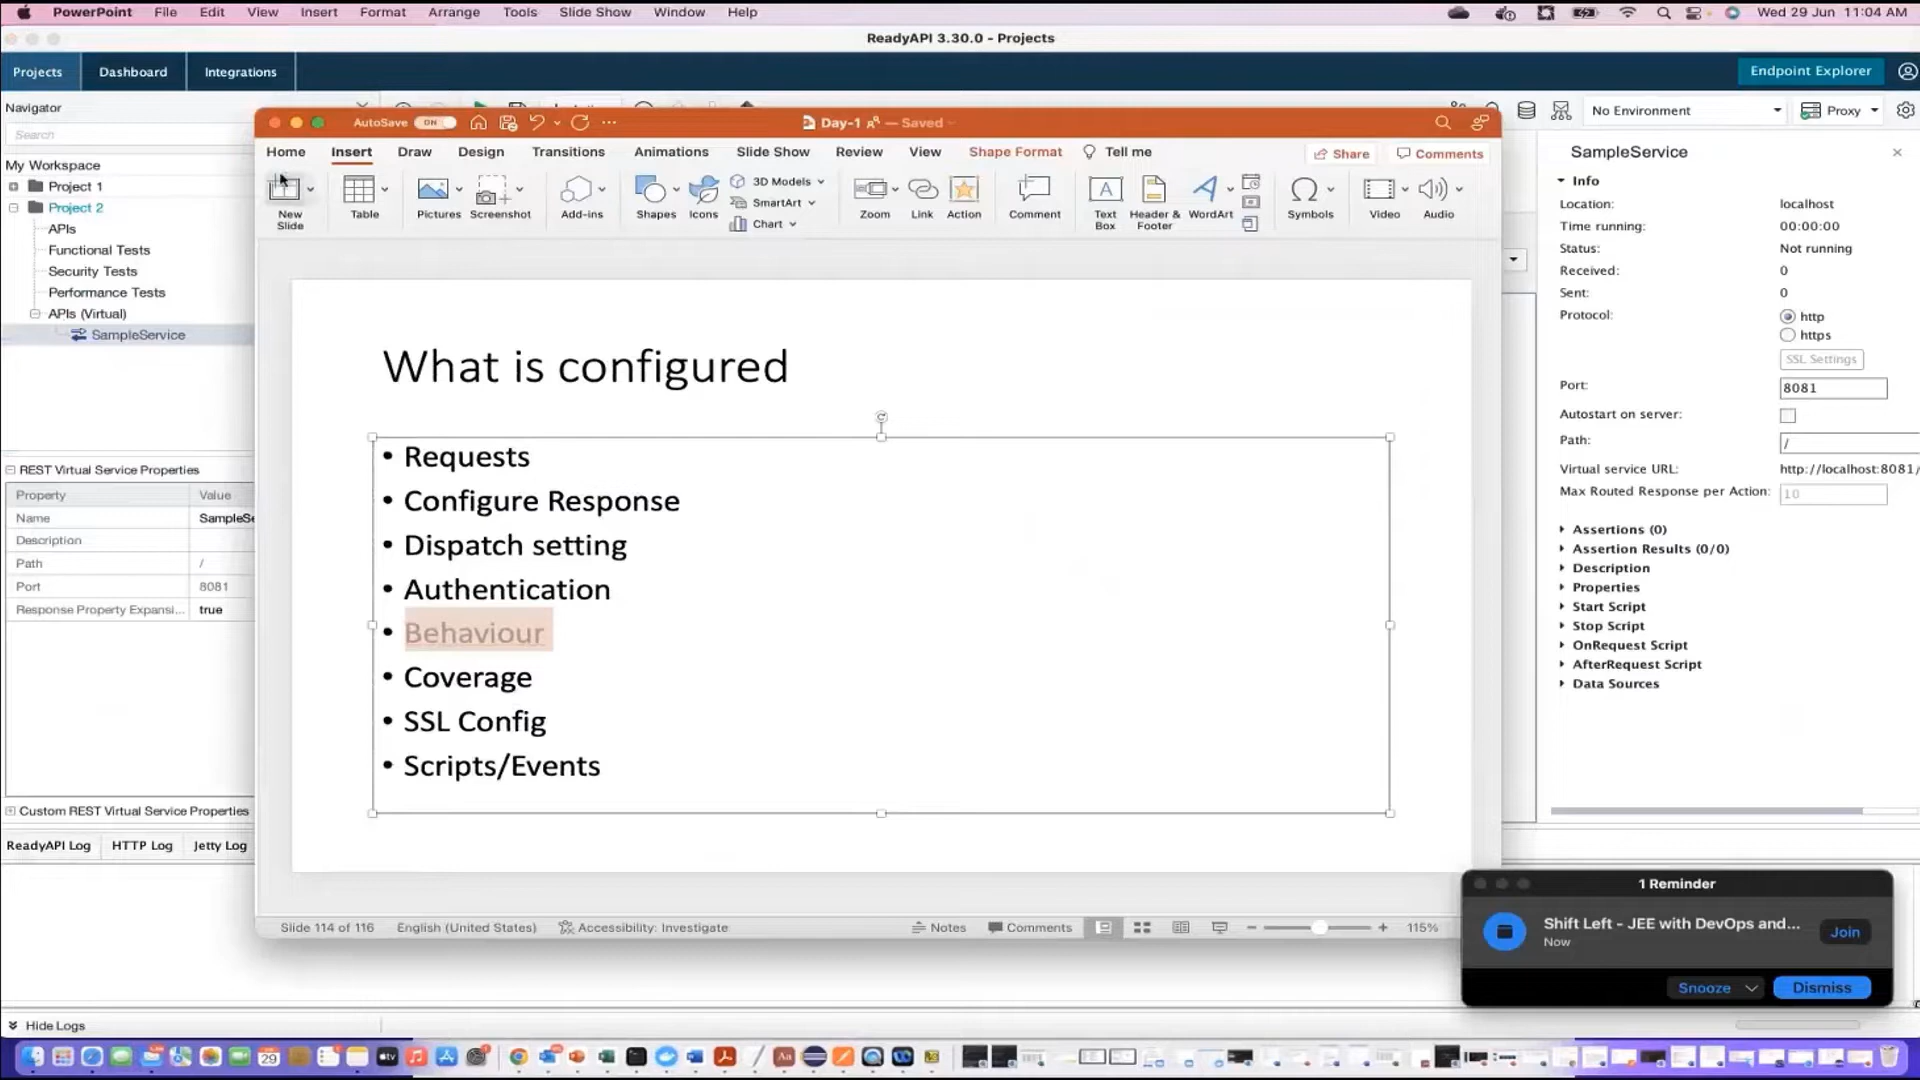 PowerPoint File Edit View Insert Format Arrange Tools Slide Show Window Help Wed 29 Jun 11:04 AM
ReadyAPI 3.30.0 - Projects
Projects Dashboard Integrations Endpoint Explorer
Navigator
No Environment Proxy
Search
My Workspace
Project 1
Project 2
APIs
Functional Tests
Security Tests
Performance Tests
APIs (Virtual)
SampleService
REST Virtual Service Properties
Property Value
Name SampleSe
Description
Path /
Port 8081
Response Property Expansi... true
Custom REST Virtual Service Properties
ReadyAPI Log HTTP Log Jetty Log
Hide Logs
AutoSave ON Day-1 — Saved
Home Insert Draw Design Transitions Animations Slide Show Review View Shape Format Tell me Share Comments
New Slide
Table
Pictures
Screenshot
Add-ins
Shapes
Icons
3D Models
SmartArt
Chart
Zoom
Link
Action
Comment
Text Box
Header & Footer
WordArt
Symbols
Video
Audio
What is configured
• Requests
• Configure Response
• Dispatch setting
• Authentication
• Behaviour
• Coverage
• SSL Config
• Scripts/Events
Slide 114 of 116 English (United States) Accessibility: Investigate Notes Comments 115%
SampleService
Info
Location: localhost
Time running: 00:00:00
Status: Not running
Received: 0
Sent: 0
Protocol: http
https
SSL Settings
Port: 8081
Autostart on server:
Path: /
Virtual service URL: http://localhost:8081/
Max Routed Response per Action: 10
Assertions (0)
Assertion Results (0/0)
Description
Properties
Start Script
Stop Script
OnRequest Script
AfterRequest Script
Data Sources
1 Reminder
Shift Left - JEE with DevOps and...
Now
Join
Snooze Dismiss
29